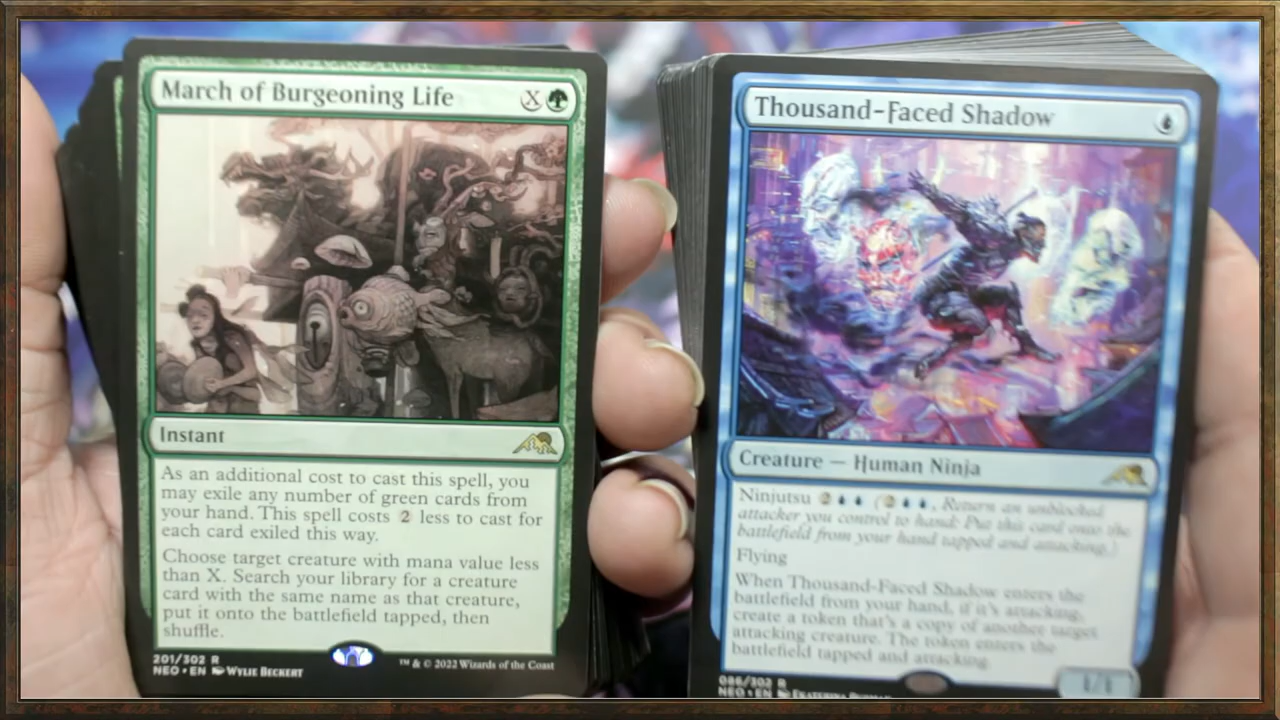 March of Burgeoning Life X
Instant
As an additional cost to cast this spell, you
may exile any number of green cards from
your hand. This spell costs 2 less to cast for
each card exiled this way.
Choose target creature with mana value less
than X. Search your library for a creature
card with the same name as that creature,
put it onto the battlefield tapped, then
shuffle.
201/302 R
NEO • EN WYLIE BECKERT
™ & © 2022 Wizards of the Coast
Thousand-Faced Shadow
Creature — Human Ninja
Ninjutsu 2 (2, Return an unblocked
attacker you control to hand: Put this card onto the
battlefield from your hand tapped and attacking.)
Flying
When Thousand-Faced Shadow enters the
battlefield from your hand, if it's attacking,
create a token that's a copy of another target
attacking creature. The token enters the
battlefield tapped and attacking.
1/1
086/302 R
NEO • EN